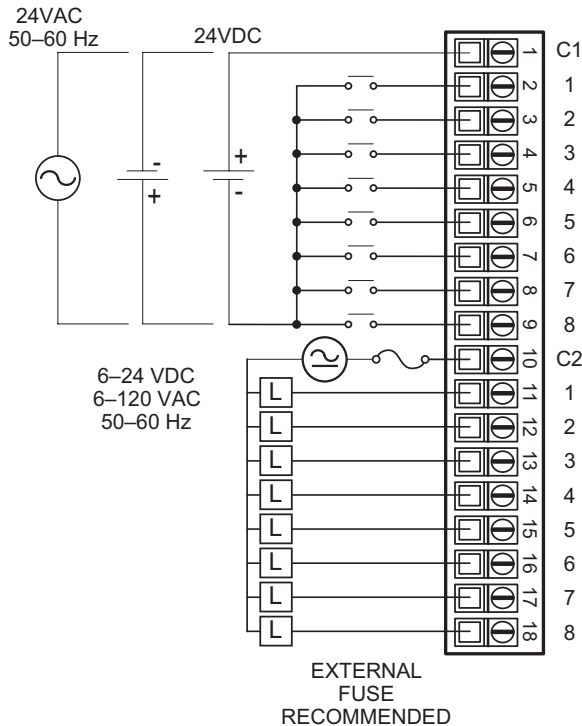 24VAC
50–60 Hz
24VDC
- +
+ -
1 C1
2 1
3 2
4 3
5 4
6 5
7 6
8 7
9 8
10 C2
6–24 VDC
6–120 VAC
50–60 Hz
L 11 1
L 12 2
L 13 3
L 14 4
L 15 5
L 16 6
L 17 7
L 18 8
EXTERNAL
FUSE
RECOMMENDED